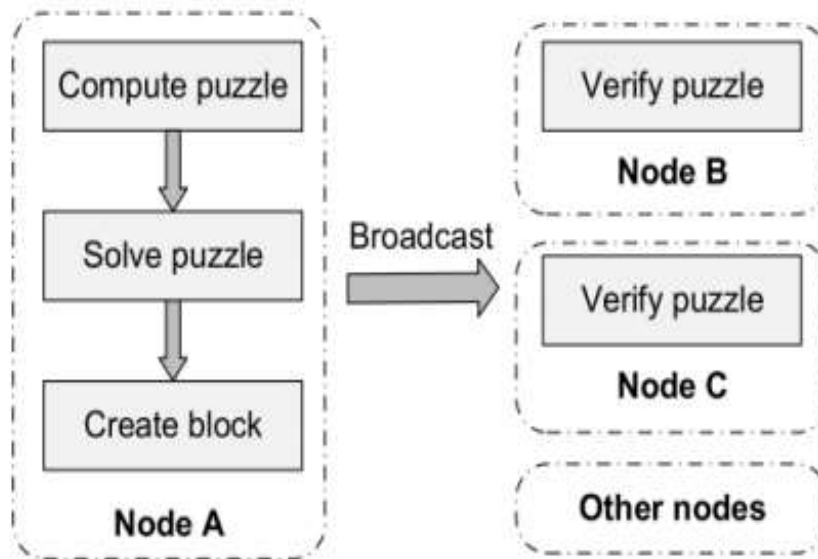 Compute puzzle
Solve puzzle
Create block
Node A
Broadcast
Verify puzzle
Node B
Verify puzzle
Node C
Other nodes